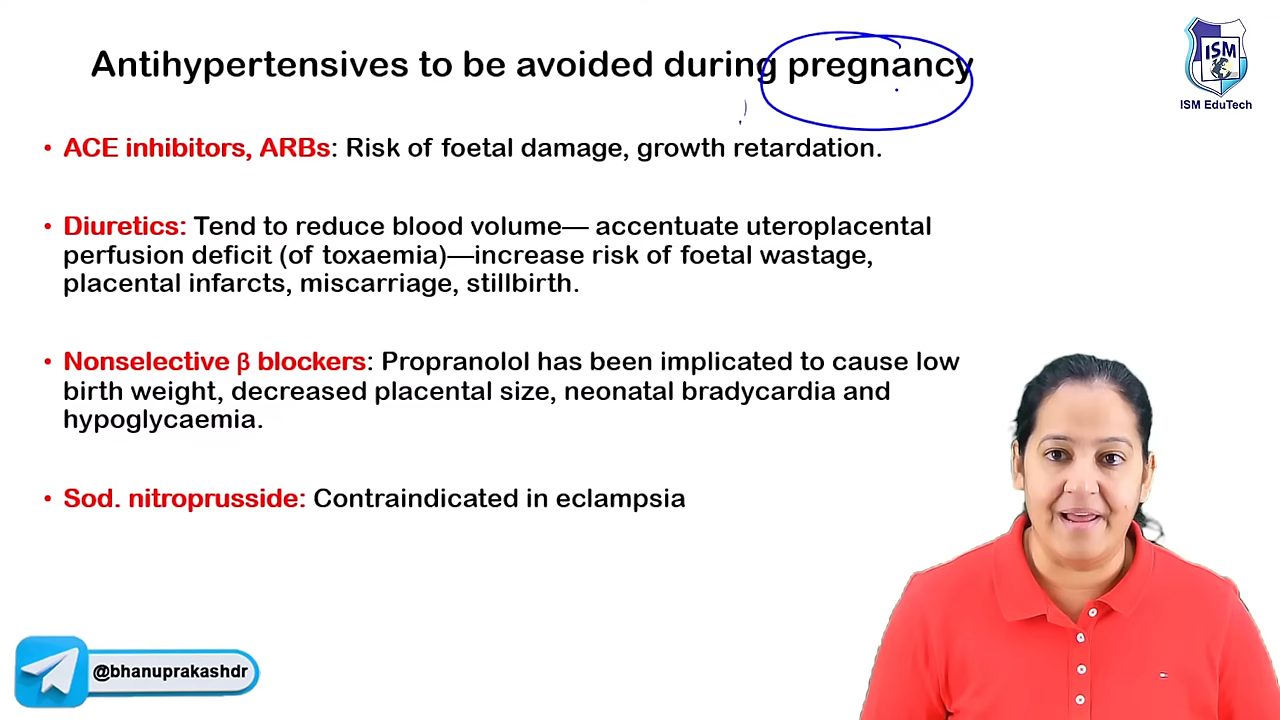 Antihypertensives to be avoided during pregnancy
ISM
ISM EduTech
• ACE inhibitors, ARBs: Risk of foetal damage, growth retardation.
• Diuretics: Tend to reduce blood volume— accentuate uteroplacental
perfusion deficit (of toxaemia)—increase risk of foetal wastage,
placental infarcts, miscarriage, stillbirth.
• Nonselective β blockers: Propranolol has been implicated to cause low
birth weight, decreased placental size, neonatal bradycardia and
hypoglycaemia.
• Sod. nitroprusside: Contraindicated in eclampsia
@bhanuprakashdr